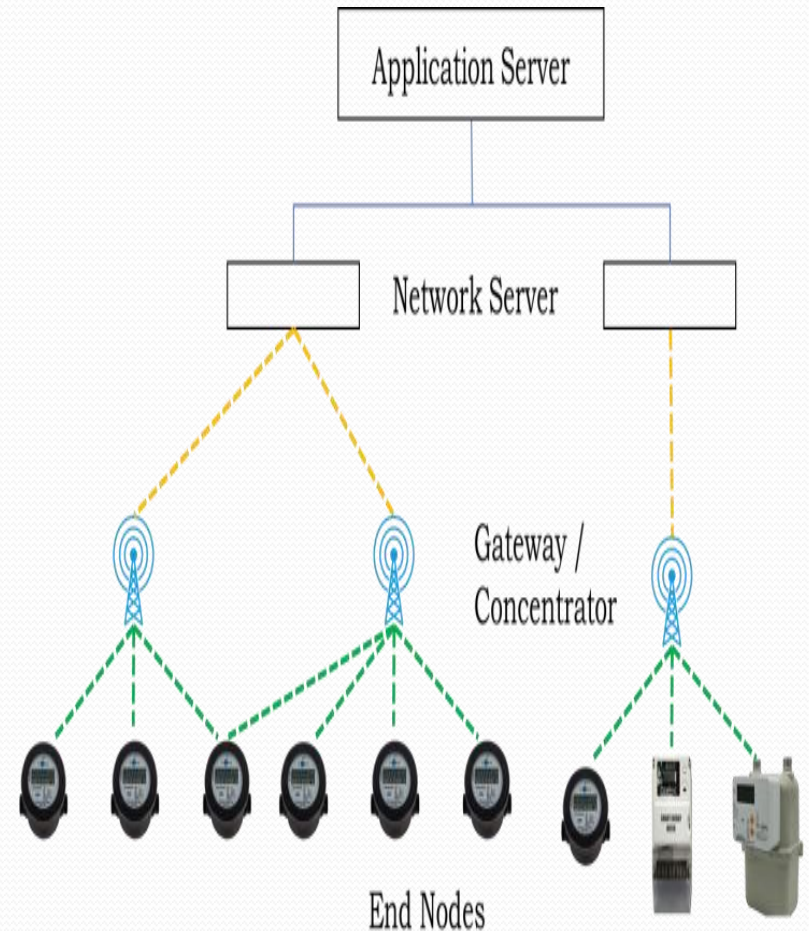 Application Server
Network Server
Gateway /
Concentrator
End Nodes